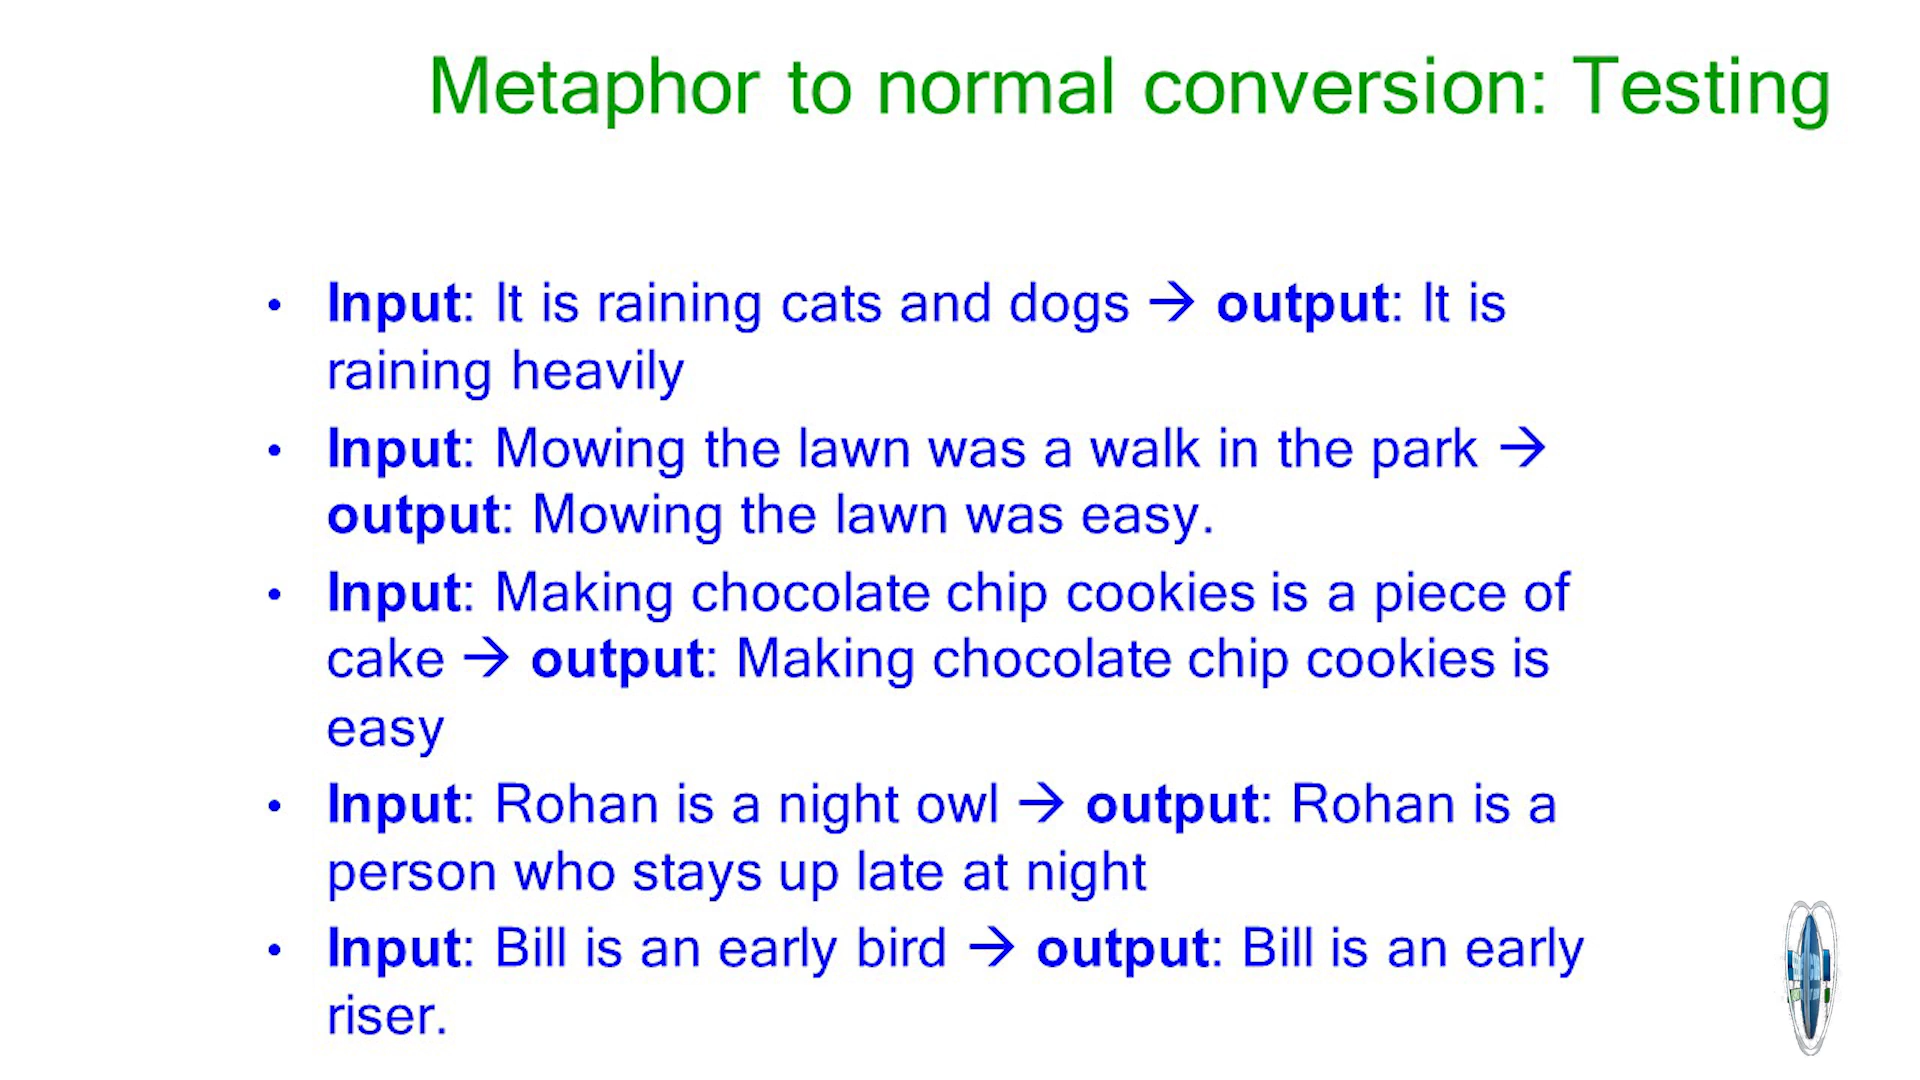 Metaphor to normal conversion: Testing
• Input: It is raining cats and dogs → output: It is
raining heavily
• Input: Mowing the lawn was a walk in the park →
output: Mowing the lawn was easy.
• Input: Making chocolate chip cookies is a piece of
cake → output: Making chocolate chip cookies is
easy
• Input: Rohan is a night owl → output: Rohan is a
person who stays up late at night
• Input: Bill is an early bird → output: Bill is an early
riser.